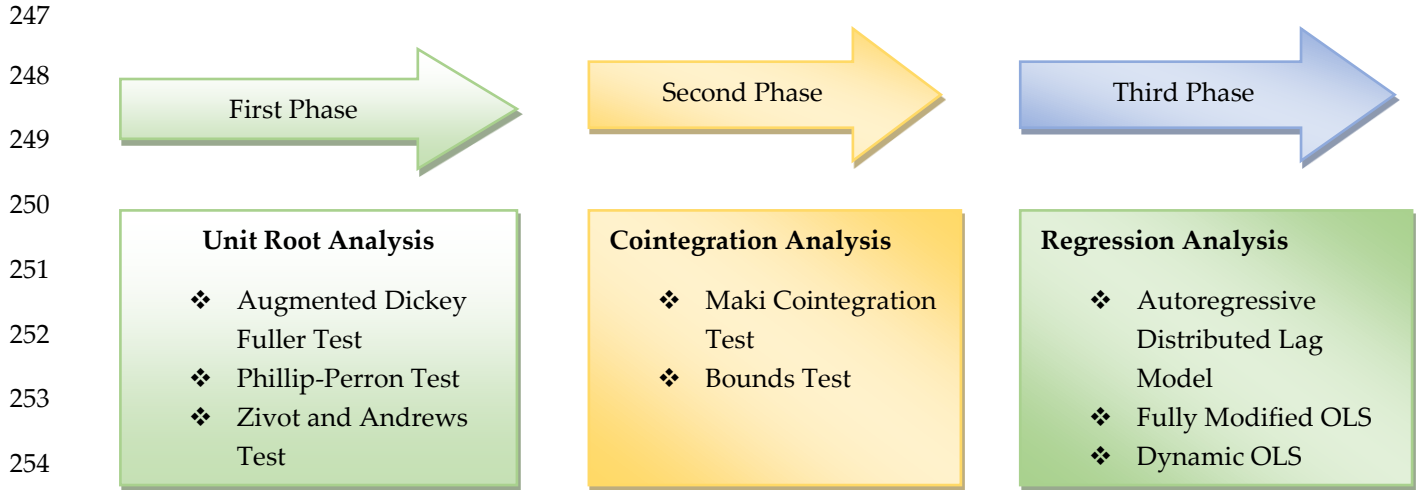 247
248
249
250
251
252
253
254
First Phase
Second Phase
Third Phase
Unit Root Analysis
❖ Augmented Dickey
Fuller Test
❖ Phillip-Perron Test
❖ Zivot and Andrews
Test
Cointegration Analysis
❖ Maki Cointegration
Test
❖ Bounds Test
Regression Analysis
❖ Autoregressive
Distributed Lag
Model
❖ Fully Modified OLS
❖ Dynamic OLS